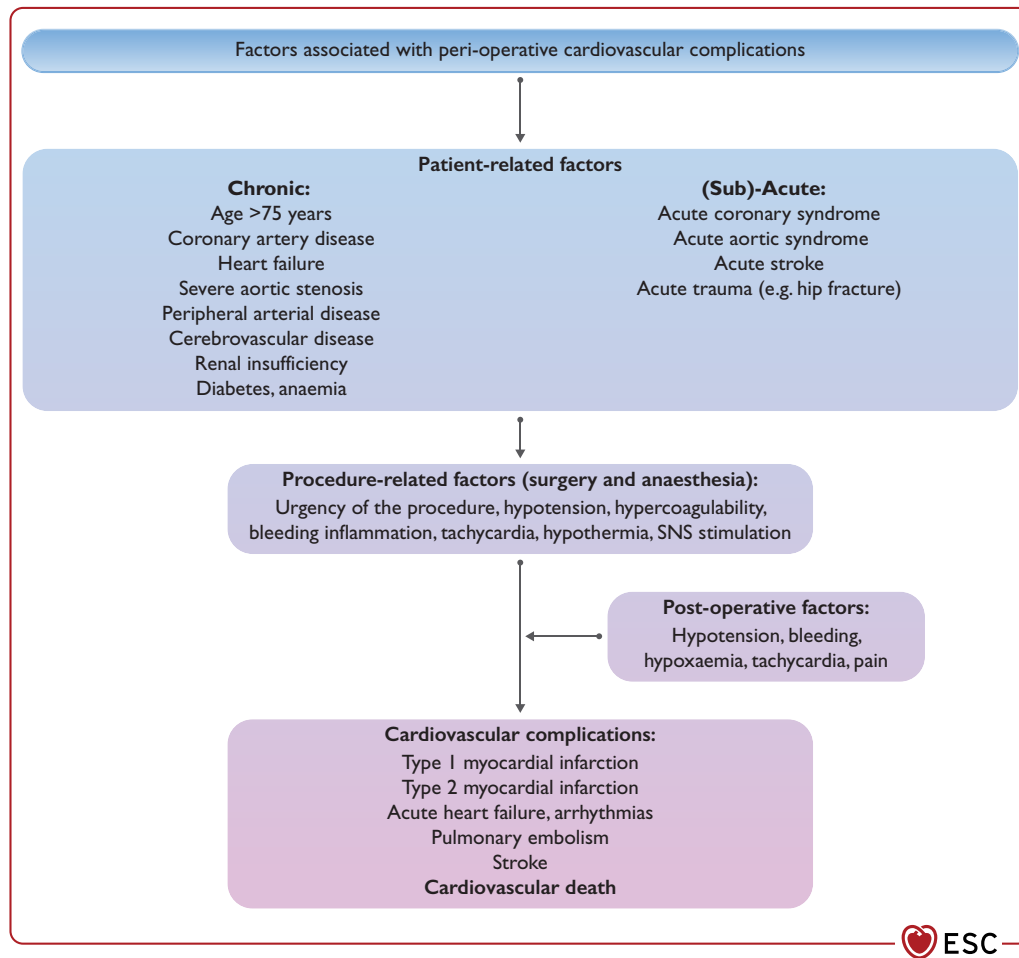 Factors associated with peri-operative cardiovascular complications
Patient-related factors
Chronic:
Age >75 years
Coronary artery disease
Heart failure
Severe aortic stenosis
Peripheral arterial disease
Cerebrovascular disease
Renal insufficiency
Diabetes, anaemia
(Sub)-Acute:
Acute coronary syndrome
Acute aortic syndrome
Acute stroke
Acute trauma (e.g. hip fracture)
Procedure-related factors (surgery and anaesthesia):
Urgency of the procedure, hypotension, hypercoagulability,
bleeding inflammation, tachycardia, hypothermia, SNS stimulation
Post-operative factors:
Hypotension, bleeding,
hypoxaemia, tachycardia, pain
Cardiovascular complications:
Type 1 myocardial infarction
Type 2 myocardial infarction
Acute heart failure, arrhythmias
Pulmonary embolism
Stroke
Cardiovascular death
ESC